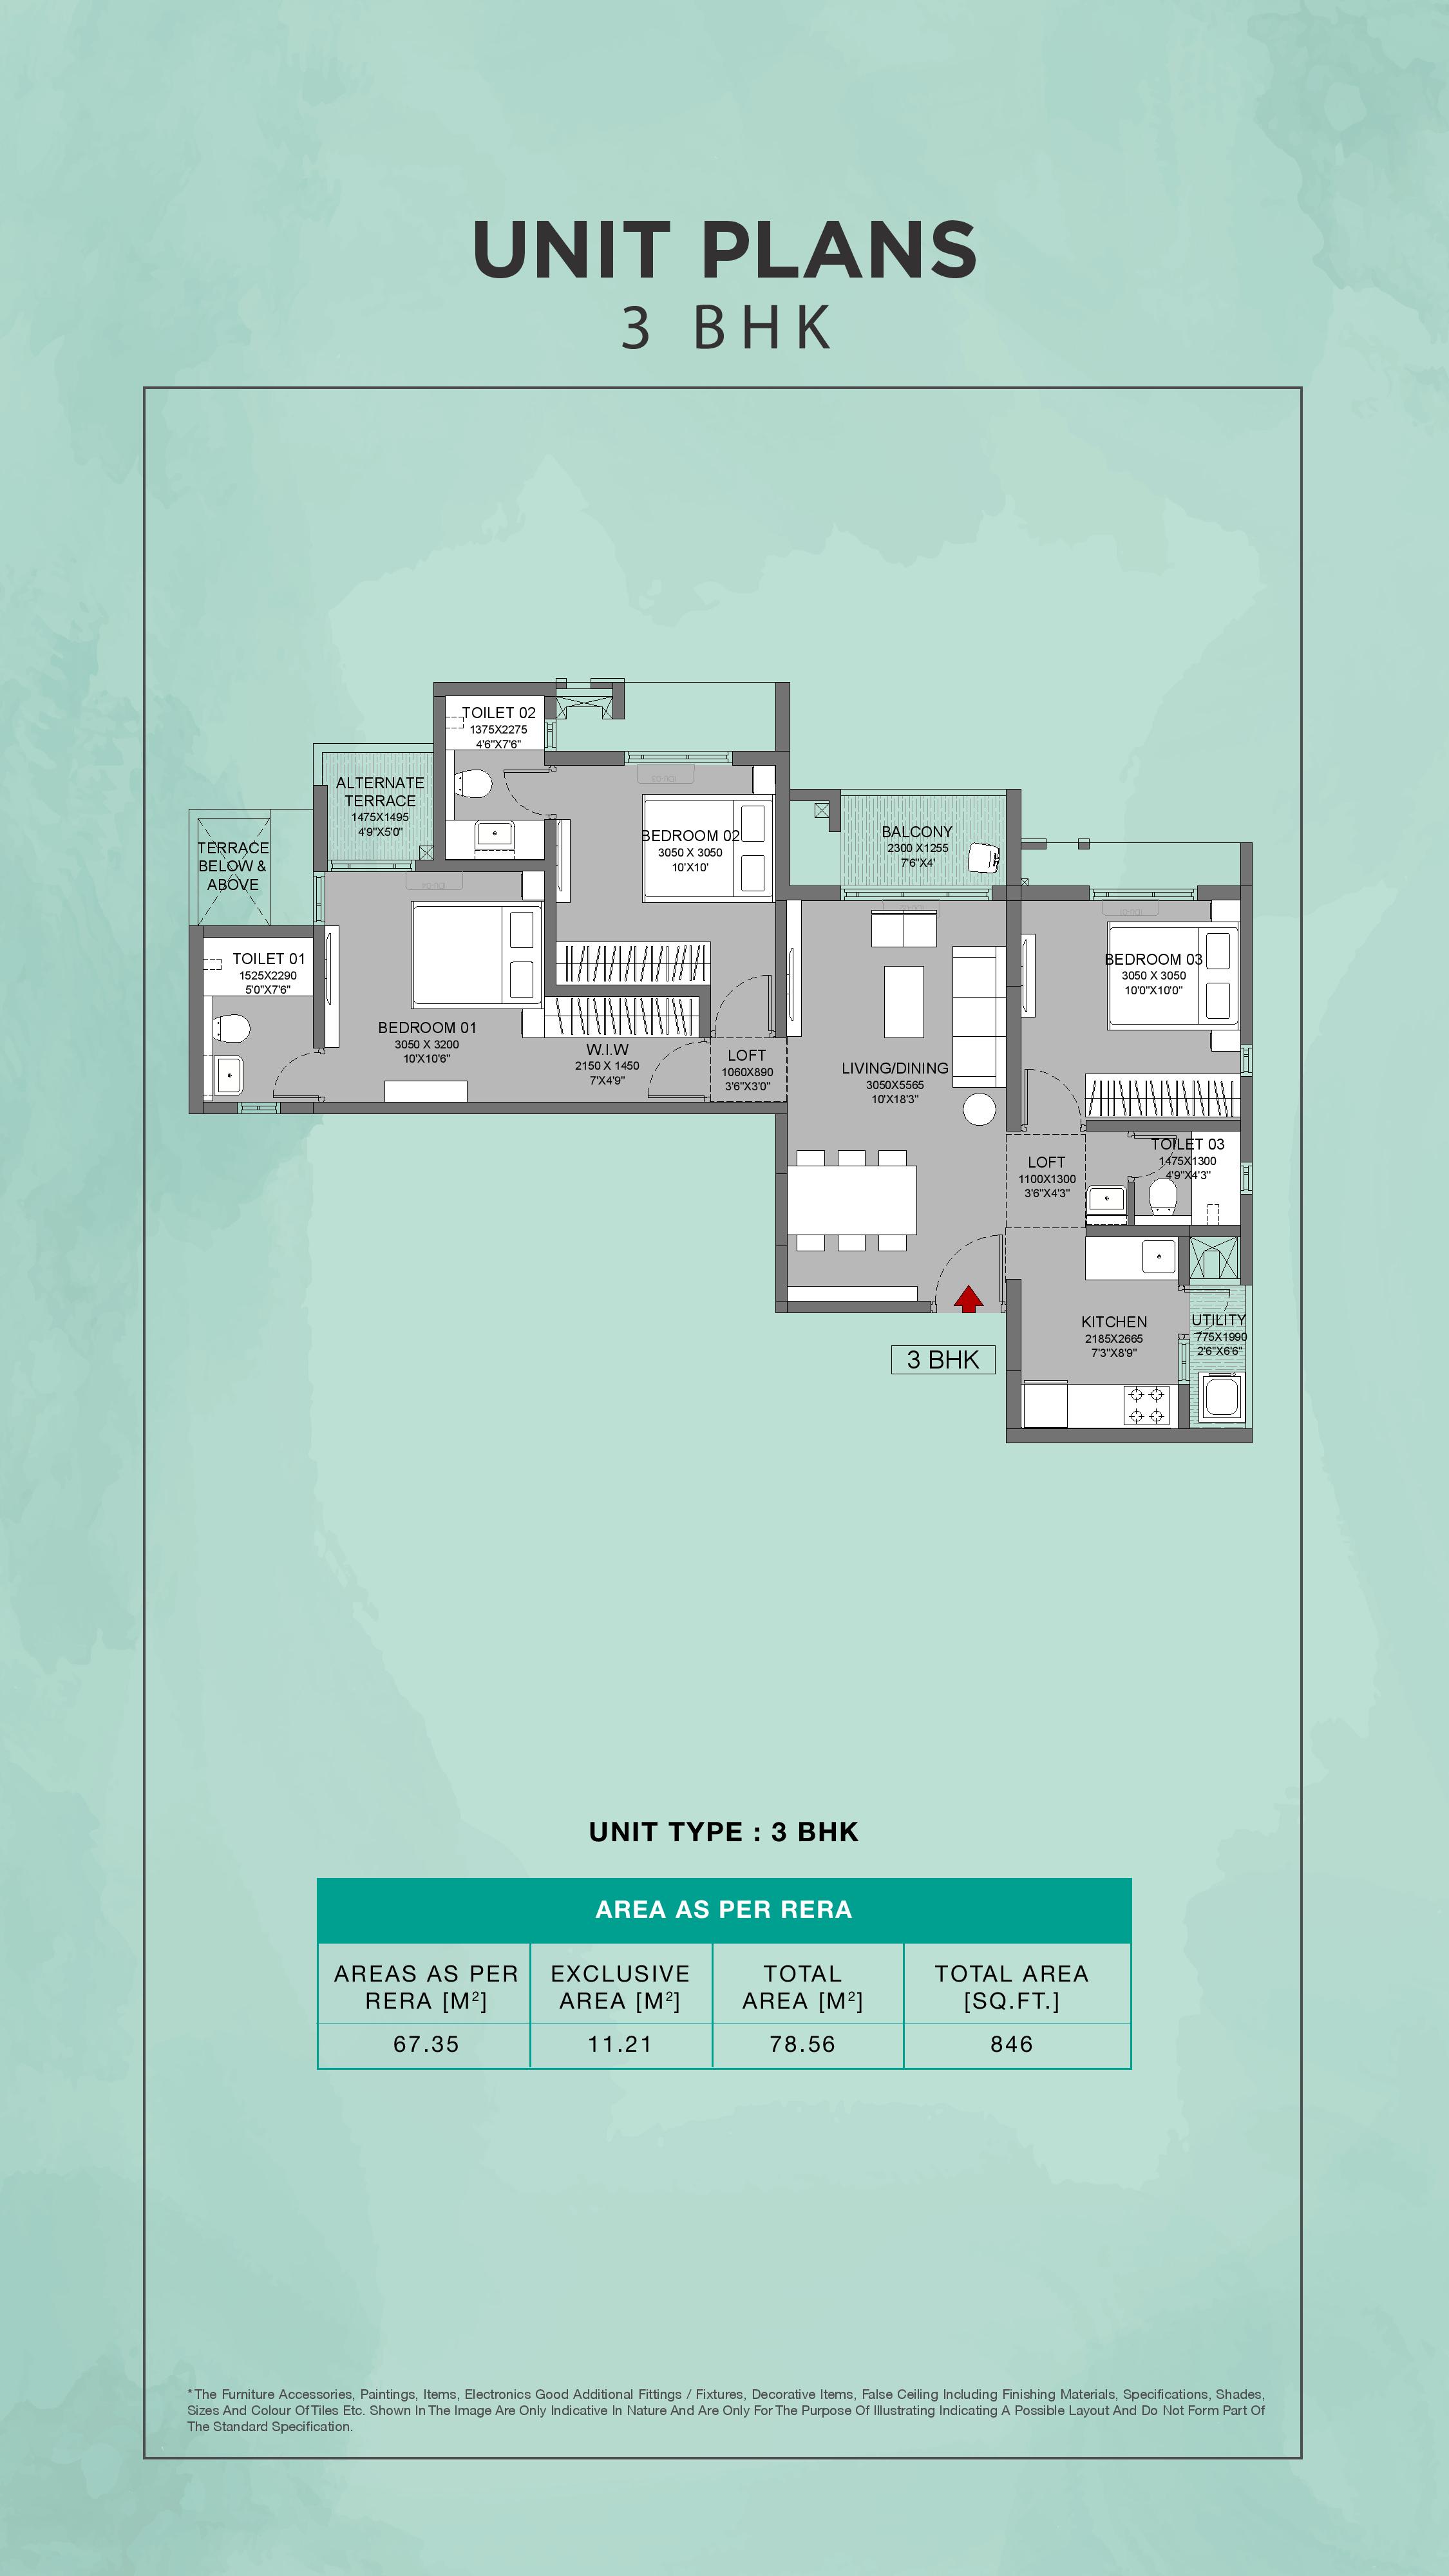 UNIT PLANS
3 BHK
TOILET 02
1375X2275
4'6"X7'6"
ALTERNATE
TERRACE
1475X1495
4'9"X5'0"
TERRACE
BELOW &
ABOVE
BEDROOM 02
3050 X 3050
10'X10'
BALCONY
2300 X1255
7'6"X4'
TOILET 01
1525X2290
5'0"X7'6"
BEDROOM 01
3050 X 3200
10'X10'6"
W.I.W
2150 X 1450
7'X4'9"
LOFT
1060X890
3'6"X3'0"
LIVING/DINING
3050X5565
10'X18'3"
BEDROOM 03
3050 X 3050
10'0"X10'0"
LOFT
1100X1300
3'6"X4'3"
TOILET 03
1475X1300
4'9"X4'3"
KITCHEN
2185X2665
7'3"X8'9"
UTILITY
775X1990
2'6"X6'6"
3 BHK
UNIT TYPE : 3 BHK
AREA AS PER RERA
AREAS AS PER
RERA [M²]
EXCLUSIVE
AREA [M²]
TOTAL
AREA [M²]
TOTAL AREA
[SQ.FT.]
67.35
11.21
78.56
846
*The Furniture Accessories, Paintings, Items, Electronics Good Additional Fittings / Fixtures, Decorative Items, False Ceiling Including Finishing Materials, Specifications, Shades,
Sizes And Colour Of Tiles Etc. Shown In The Image Are Only Indicative In Nature And Are Only For The Purpose Of Illustrating Indicating A Possible Layout And Do Not Form Part Of
The Standard Specification.